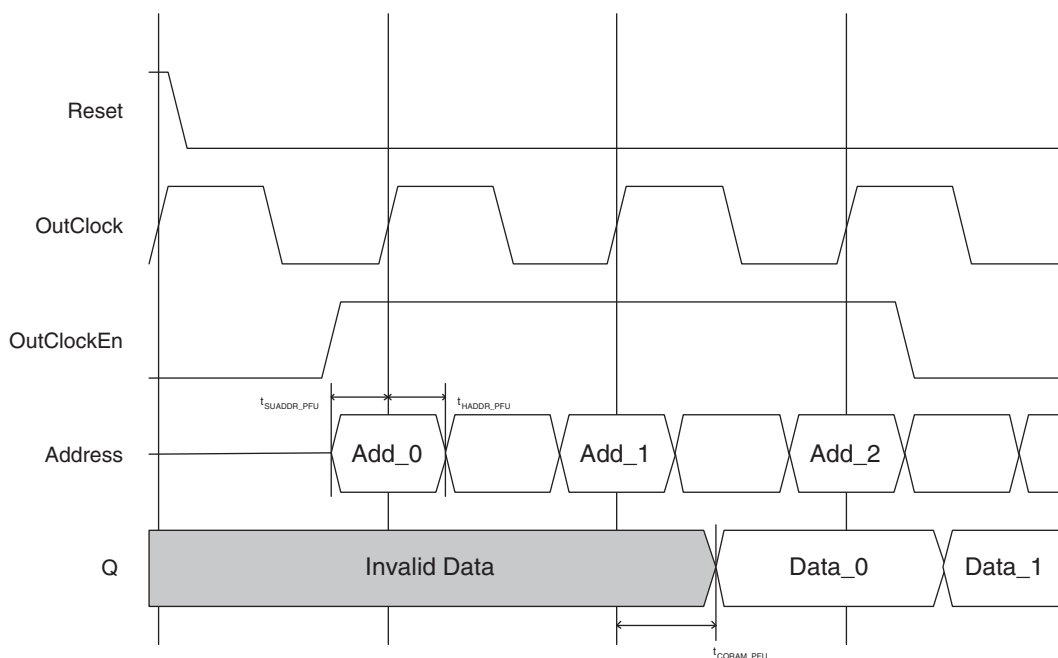 Reset
OutClock
OutClockEn
tSUADDR_PFU
tHADDR_PFU
Address
Add_0
Add_1
Add_2
Q
Invalid Data
Data_0
Data_1
tCORAM_PFU